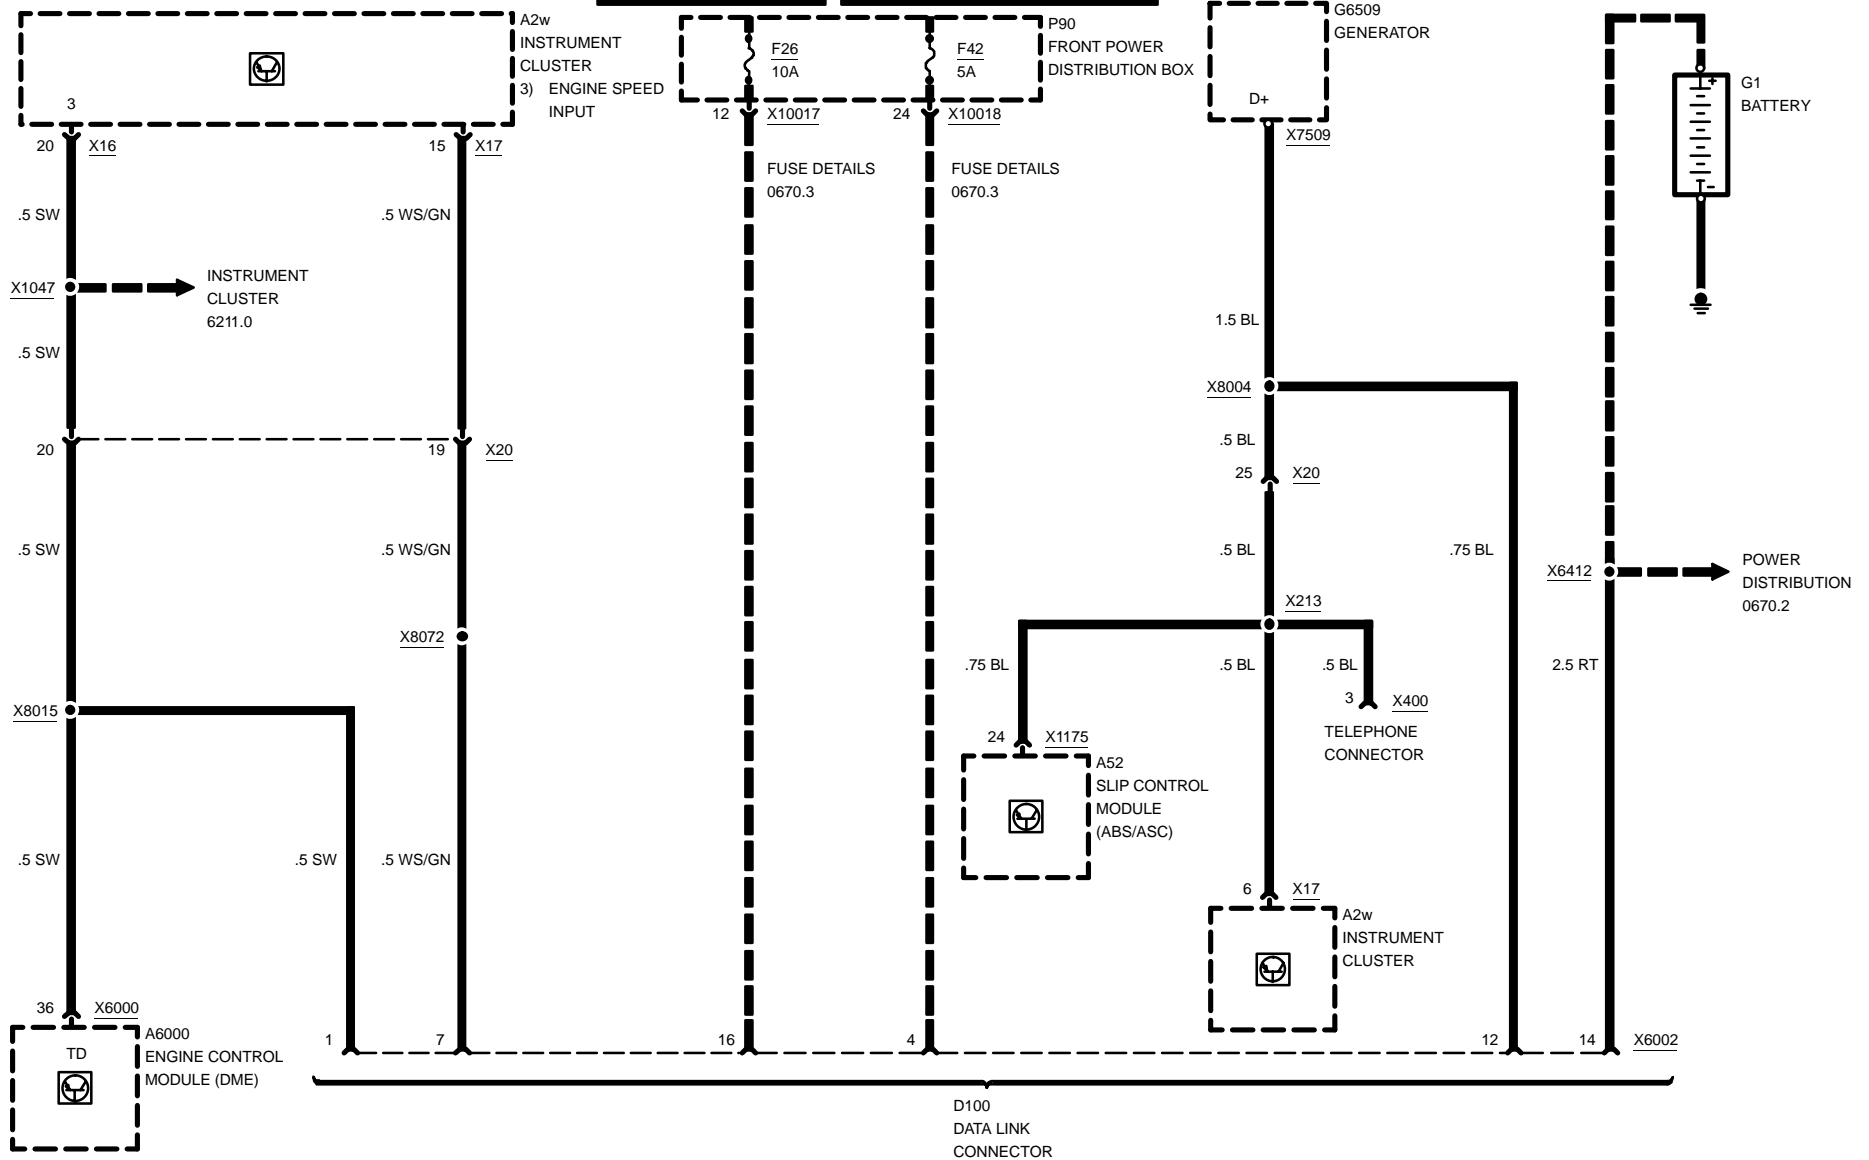 A2w
INSTRUMENT
CLUSTER
3) ENGINE SPEED
INPUT
3
20 X16
15 X17
F26
10A
F42
5A
P90
FRONT POWER
DISTRIBUTION BOX
12 X10017
24 X10018
FUSE DETAILS
0670.3
FUSE DETAILS
0670.3
G6509
GENERATOR
D+
X7509
G1
BATTERY
+
-
.5 SW
.5 WS/GN
X1047
INSTRUMENT
CLUSTER
6211.0
.5 SW
1.5 BL
X8004
20
19 X20
.5 BL
25 X20
.5 SW
.5 WS/GN
.5 BL
.75 BL
X6412
POWER
DISTRIBUTION
0670.2
X8072
X213
.75 BL
.5 BL
.5 BL
2.5 RT
X8015
3 X400
TELEPHONE
CONNECTOR
24 X1175
A52
SLIP CONTROL
MODULE
(ABS/ASC)
.5 SW
.5 SW
.5 WS/GN
6 X17
A2w
INSTRUMENT
CLUSTER
36 X6000
A6000
ENGINE CONTROL
MODULE (DME)
TD
1
7
16
4
12
14 X6002
D100
DATA LINK
CONNECTOR